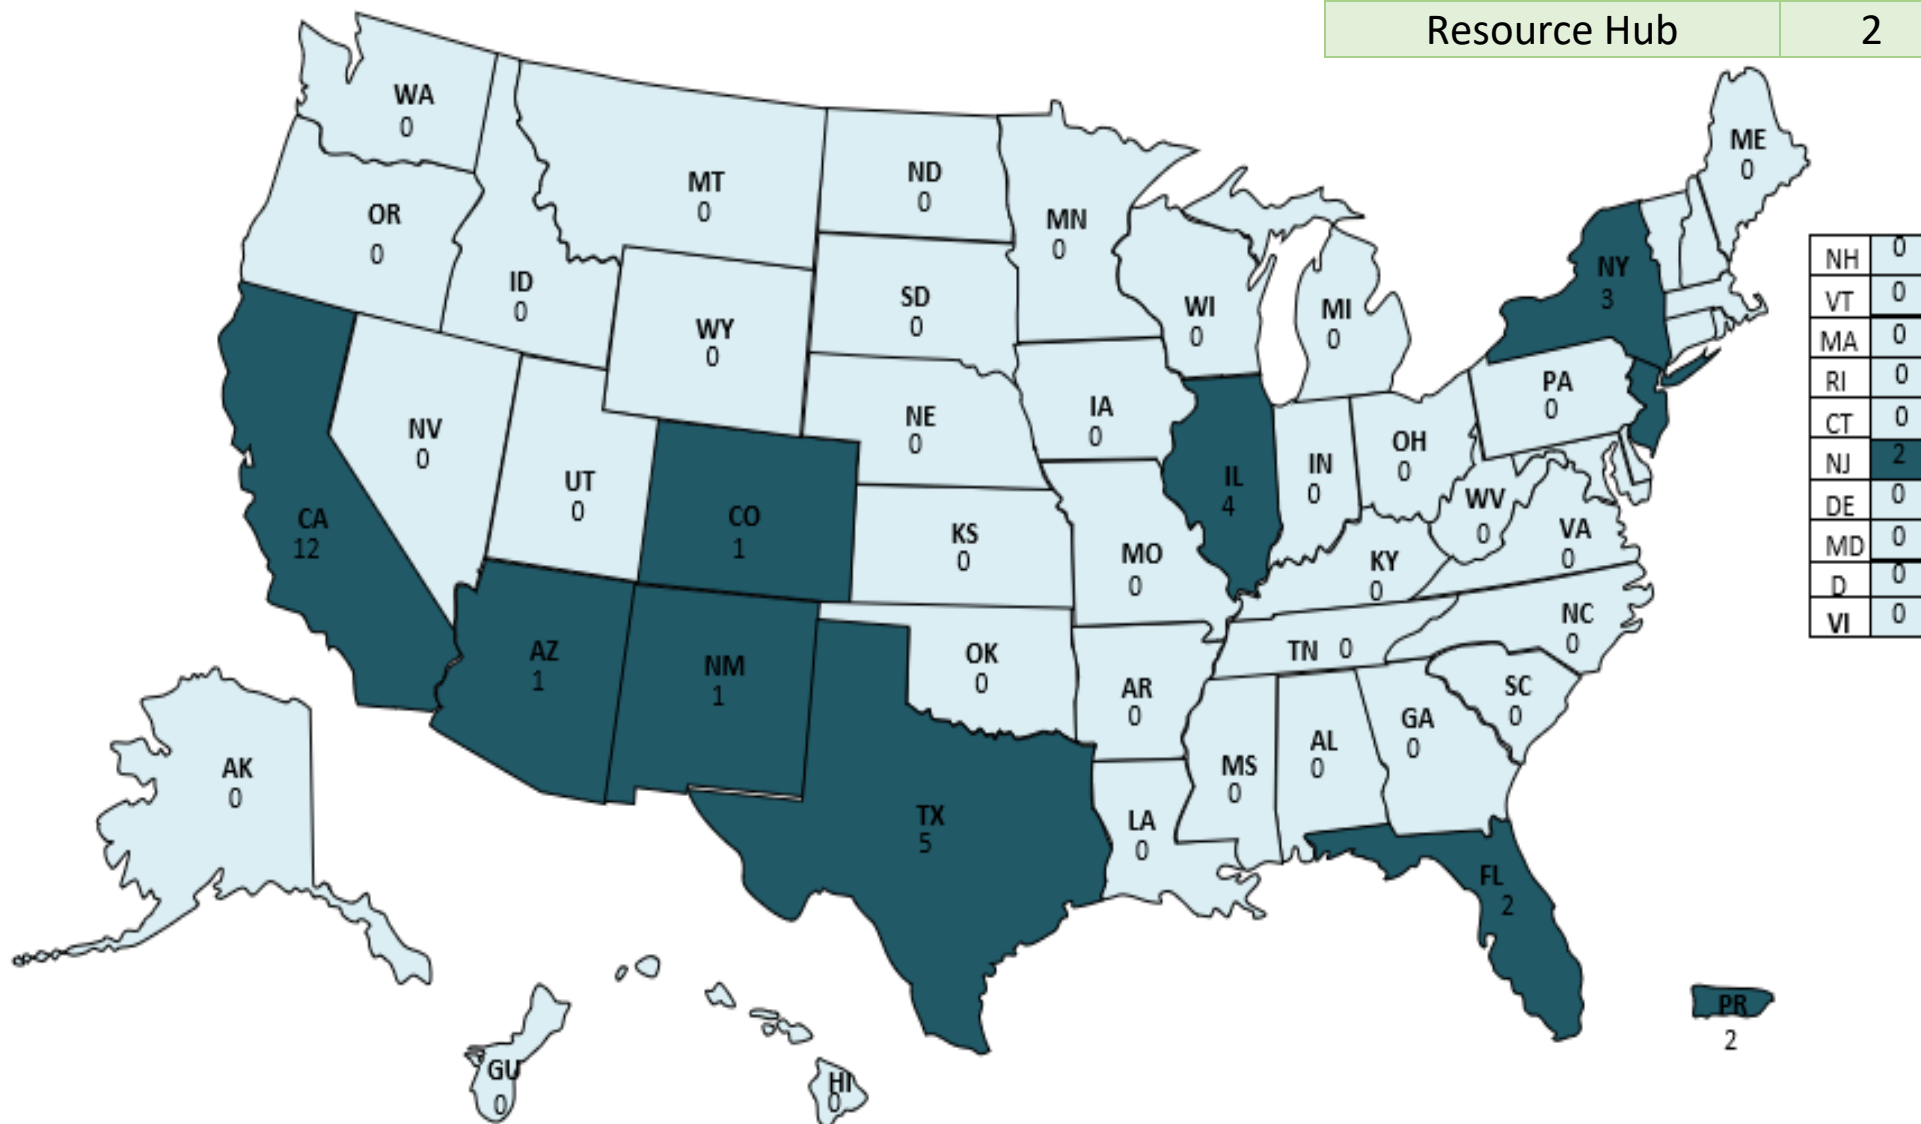 Resource Hub 2
WA
0
OR
0
ID
0
MT
0
ND
0
MN
0
SD
0
WY
0
WI
0
MI
0
ME
0
NY
3
NV
0
UT
0
CO
1
NE
0
IA
0
IL
4
IN
0
OH
0
PA
0
CA
12
KS
0
MO
0
KY
0
WV
0
VA
0
NC
0
TN 0
AZ
1
NM
1
OK
0
AR
0
SC
0
GA
0
AL
0
MS
0
TX
5
LA
0
FL
2
AK
0
GU
0
HI
0
PR
2
NH 0
VT 0
MA 0
RI 0
CT 0
NJ 2
DE 0
MD 0
D 0
VI 0